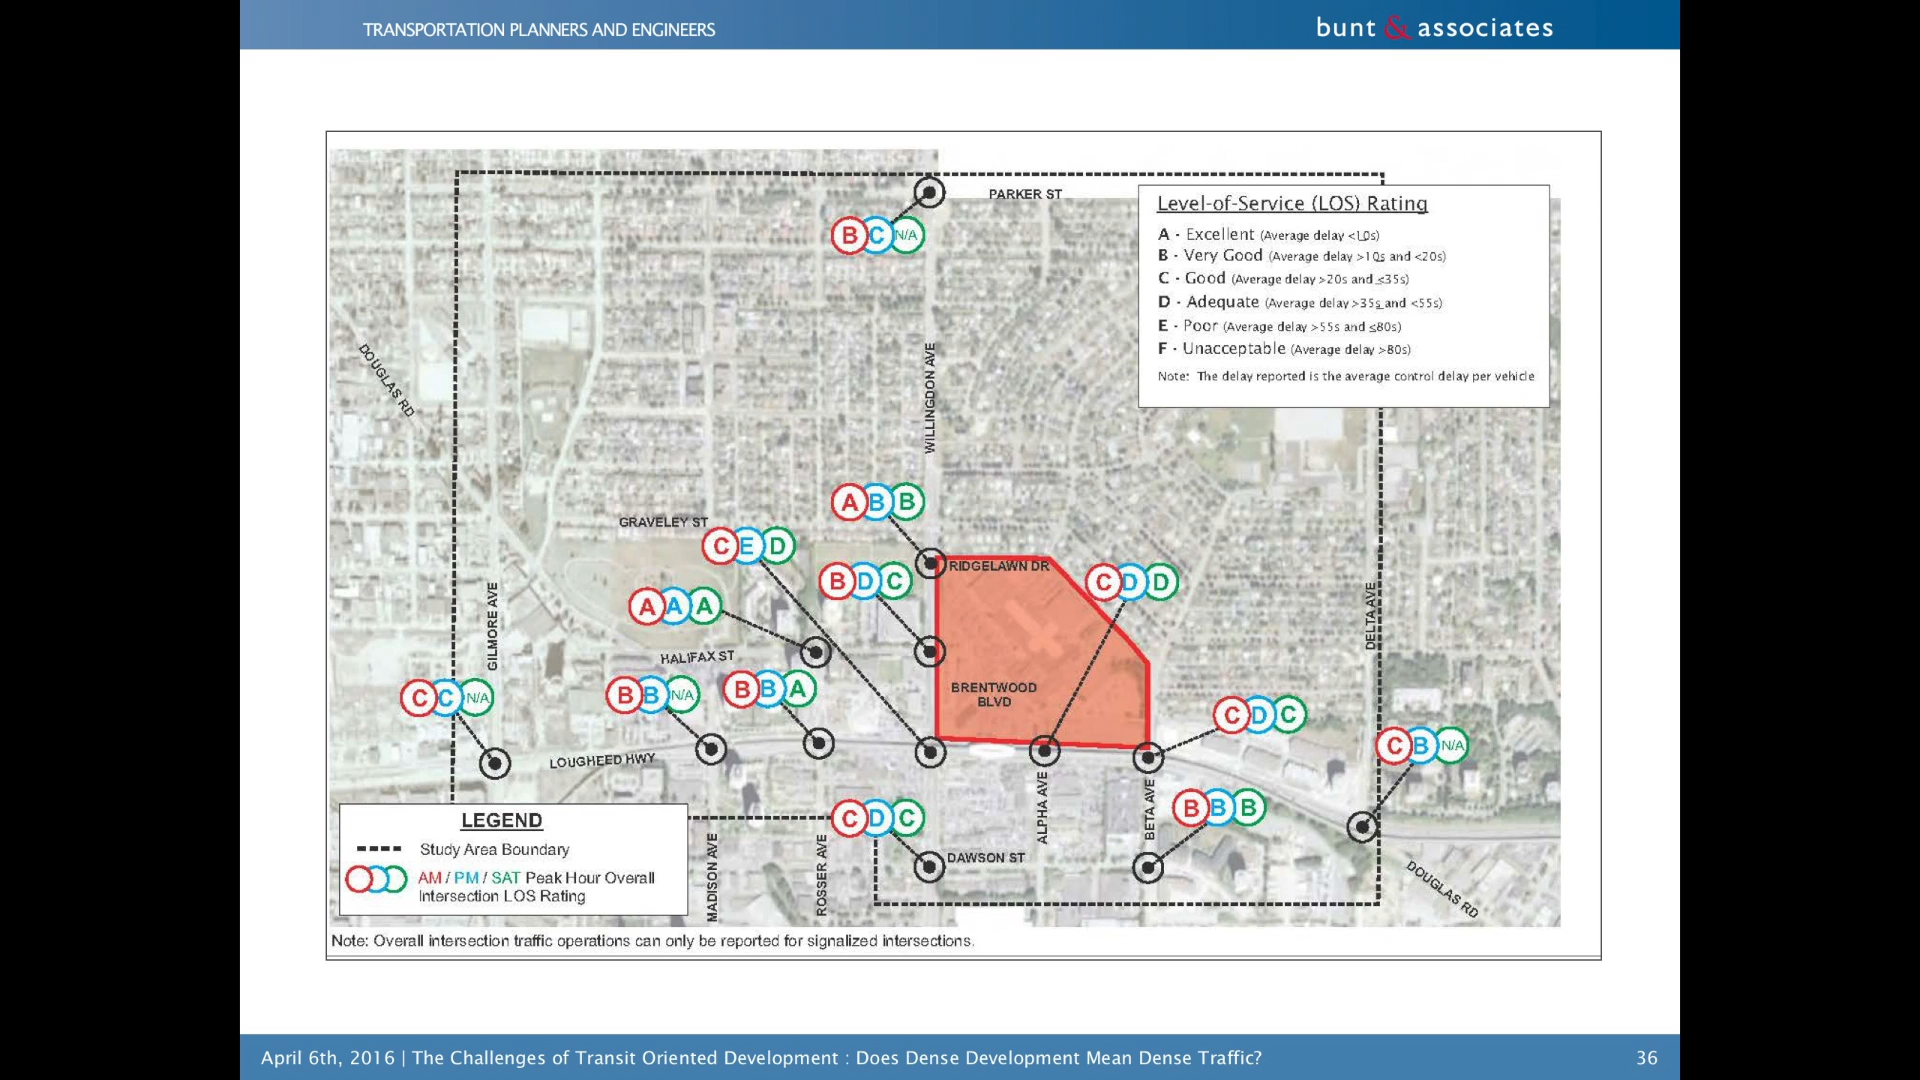 TRANSPORTATION PLANNERS AND ENGINEERS
bunt & associates
PARKER ST
B C N/A
Level-of-Service (LOS) Rating
A - Excellent (Average delay <10s)
B - Very Good (Average delay >10s and <20s)
C - Good (Average delay >20s and ≤35s)
D - Adequate (Average delay >35s and <55s)
E - Poor (Average delay >55s and ≤80s)
F - Unacceptable (Average delay >80s)
Note: The delay reported is the average control delay per vehicle
DOUGLAS RD
WILLINGDON AVE
A B B
GRAVELEY ST
C E D
RIDGELAWN DR
B D C
C D D
A A A
GILMORE AVE
DELTA AVE
HALIFAX ST
BRENTWOOD
BLVD
C C N/A
B B N/A
B B A
C D C
C B N/A
LOUGHEED HWY
ALPHA AVE
BETA AVE
B B B
C D C
DAWSON ST
MADISON AVE
ROSSER AVE
DOUGLAS RD
LEGEND
Study Area Boundary
AM / PM / SAT Peak Hour Overall
Intersection LOS Rating
Note: Overall intersection traffic operations can only be reported for signalized intersections.
April 6th, 2016 | The Challenges of Transit Oriented Development : Does Dense Development Mean Dense Traffic?
36